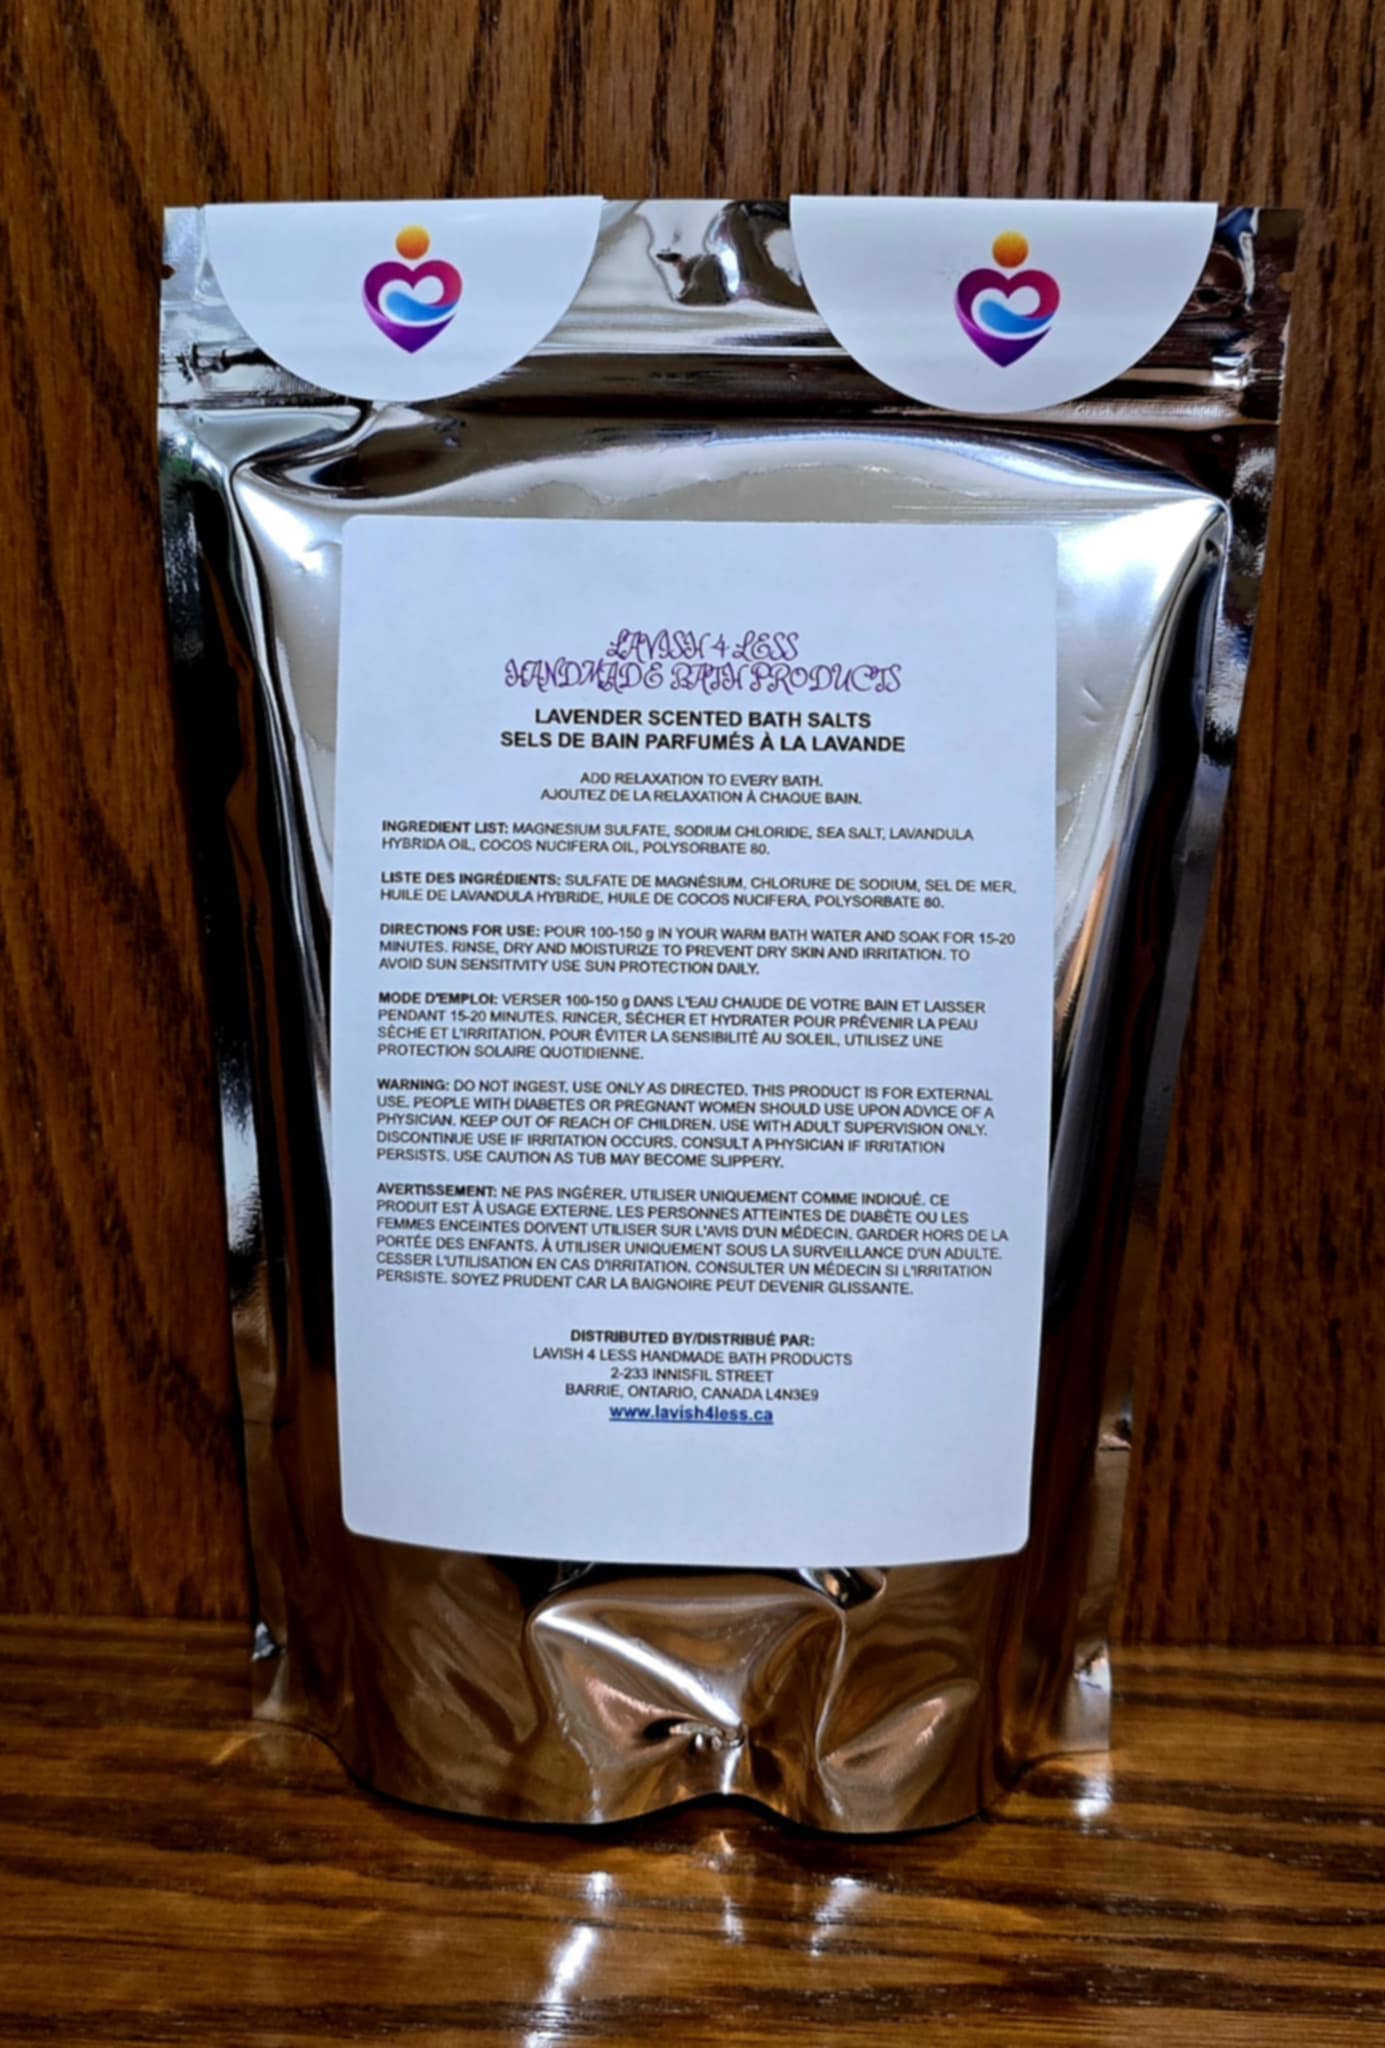 LAVISH 4 LESS
HANDMADE BATH PRODUCTS
LAVENDER SCENTED BATH SALTS
SELS DE BAIN PARFUMÉS À LA LAVANDE
ADD RELAXATION TO EVERY BATH.
AJOUTEZ DE LA RELAXATION À CHAQUE BAIN.
INGREDIENT LIST: MAGNESIUM SULFATE, SODIUM CHLORIDE, SEA SALT, LAVANDULA
HYBRIDA OIL, COCOS NUCIFERA OIL, POLYSORBATE 80.
LISTE DES INGRÉDIENTS: SULFATE DE MAGNÉSIUM, CHLORURE DE SODIUM, SEL DE MER,
HUILE DE LAVANDULA HYBRIDE, HUILE DE COCOS NUCIFERA, POLYSORBATE 80.
DIRECTIONS FOR USE: POUR 100-150 g IN YOUR WARM BATH WATER AND SOAK FOR 15-20
MINUTES. RINSE, DRY AND MOISTURIZE TO PREVENT DRY SKIN AND IRRITATION. TO
AVOID SUN SENSITIVITY USE SUN PROTECTION DAILY.
MODE D'EMPLOI: VERSER 100-150 g DANS L'EAU CHAUDE DE VOTRE BAIN ET LAISSER
PENDANT 15-20 MINUTES. RINCER, SÉCHER ET HYDRATER POUR PRÉVENIR LA PEAU
SÈCHE ET L'IRRITATION. POUR ÉVITER LA SENSIBILITÉ AU SOLEIL, UTILISEZ UNE
PROTECTION SOLAIRE QUOTIDIENNE.
WARNING: DO NOT INGEST. USE ONLY AS DIRECTED. THIS PRODUCT IS FOR EXTERNAL
USE. PEOPLE WITH DIABETES OR PREGNANT WOMEN SHOULD USE UPON ADVICE OF A
PHYSICIAN. KEEP OUT OF REACH OF CHILDREN. USE WITH ADULT SUPERVISION ONLY.
DISCONTINUE USE IF IRRITATION OCCURS. CONSULT A PHYSICIAN IF IRRITATION
PERSISTS. USE CAUTION AS TUB MAY BECOME SLIPPERY.
AVERTISSEMENT: NE PAS INGÉRER. UTILISER UNIQUEMENT COMME INDIQUÉ. CE
PRODUIT EST À USAGE EXTERNE. LES PERSONNES ATTEINTES DE DIABÈTE OU LES
FEMMES ENCEINTES DOIVENT UTILISER SUR L'AVIS D'UN MÉDECIN. GARDER HORS DE LA
PORTÉE DES ENFANTS. À UTILISER UNIQUEMENT SOUS LA SURVEILLANCE D'UN ADULTE.
CESSER L'UTILISATION EN CAS D'IRRITATION. CONSULTER UN MÉDECIN SI L'IRRITATION
PERSISTE. SOYEZ PRUDENT CAR LA BAIGNOIRE PEUT DEVENIR GLISSANTE.
DISTRIBUTED BY/DISTRIBUÉ PAR:
LAVISH 4 LESS HANDMADE BATH PRODUCTS
2-233 INNISFIL STREET
BARRIE, ONTARIO, CANADA L4N3E9
www.lavish4less.ca